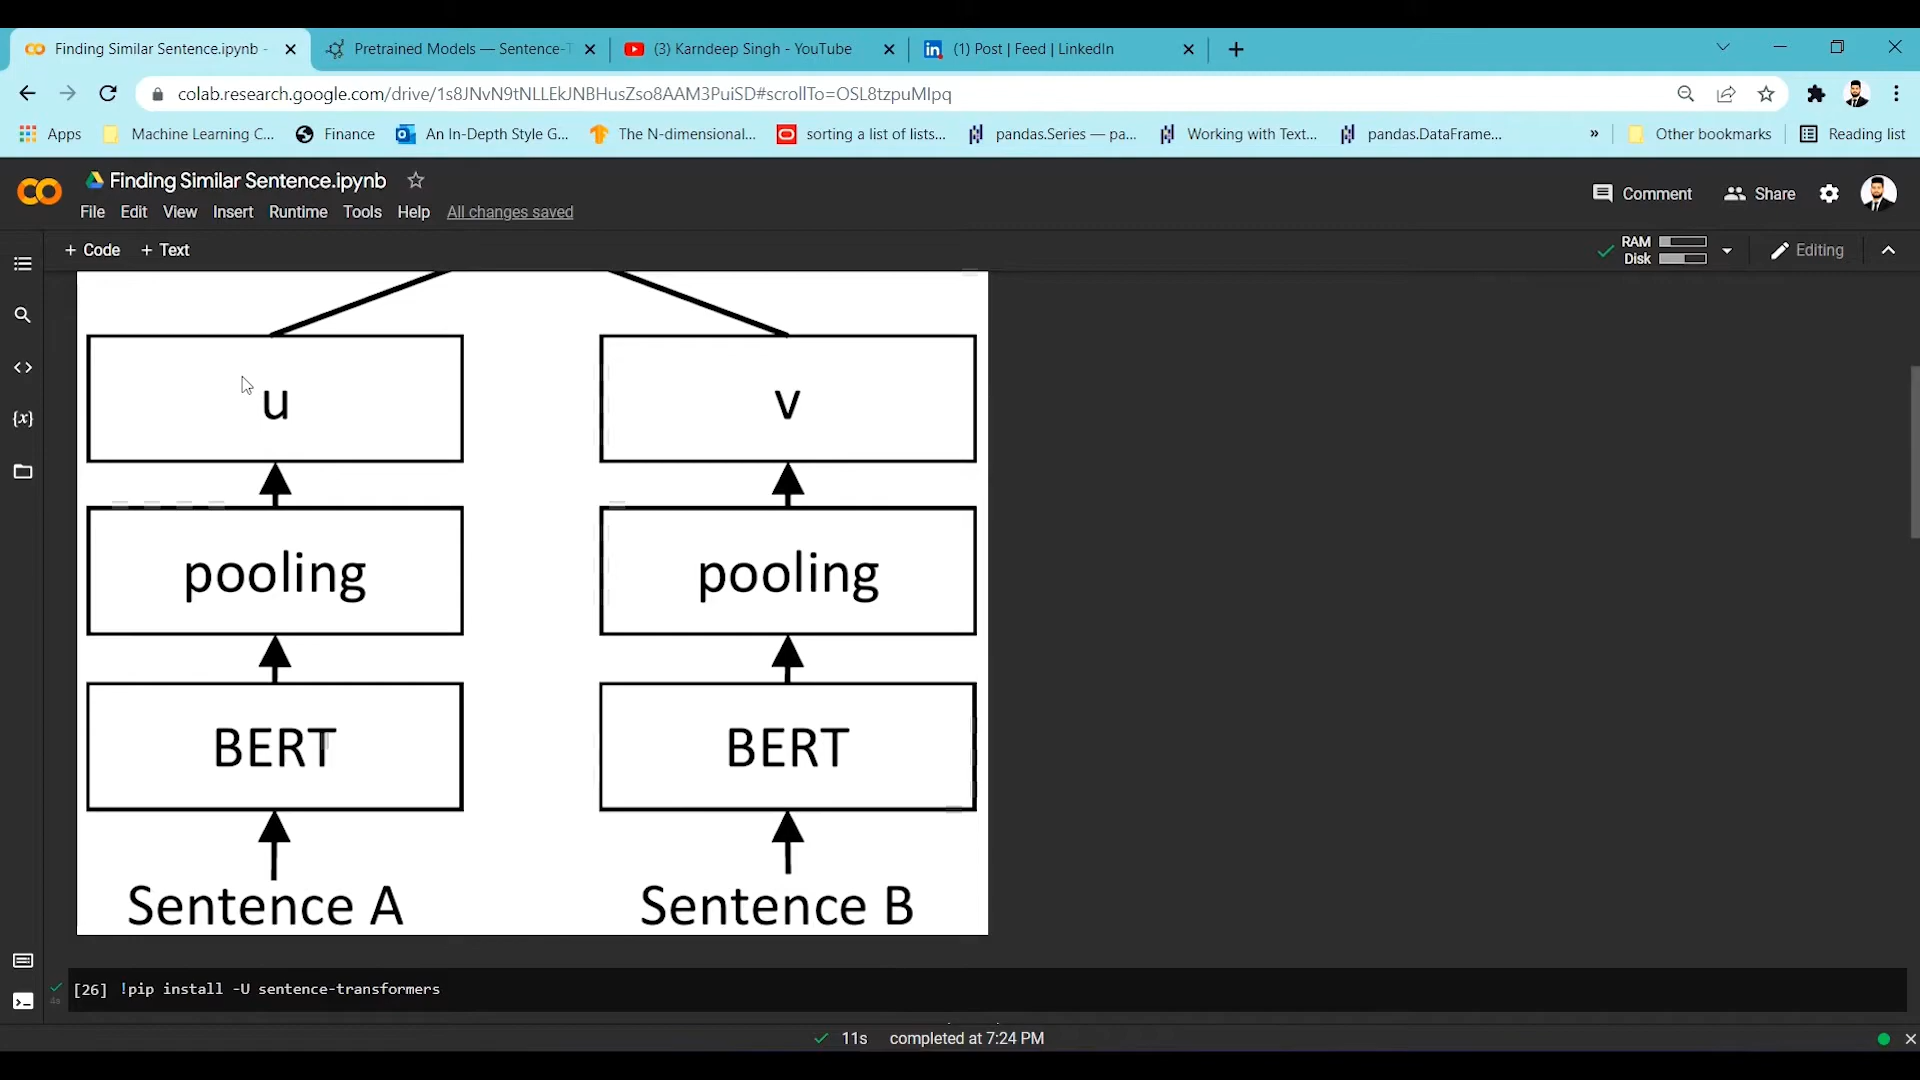 Finding Similar Sentence.ipynb -
Pretrained Models — Sentence-T
(3) Karndeep Singh - YouTube
(1) Post | Feed | LinkedIn
colab.research.google.com/drive/1s8JNvN9tNLLEkJNBHusZso8AAM3PuiSD#scrollTo=OSL8tzpuMIpq
Apps
Machine Learning C...
Finance
An In-Depth Style G...
The N-dimensional...
sorting a list of lists...
pandas.Series — pa...
Working with Text...
pandas.DataFrame...
»
Other bookmarks
Reading list
Finding Similar Sentence.ipynb
Comment
Share
File Edit View Insert Runtime Tools Help All changes saved
+ Code + Text
RAM
Disk
Editing
u
v
pooling
pooling
BERT
BERT
Sentence A
Sentence B
4s
[26] !pip install -U sentence-transformers
11s completed at 7:24 PM